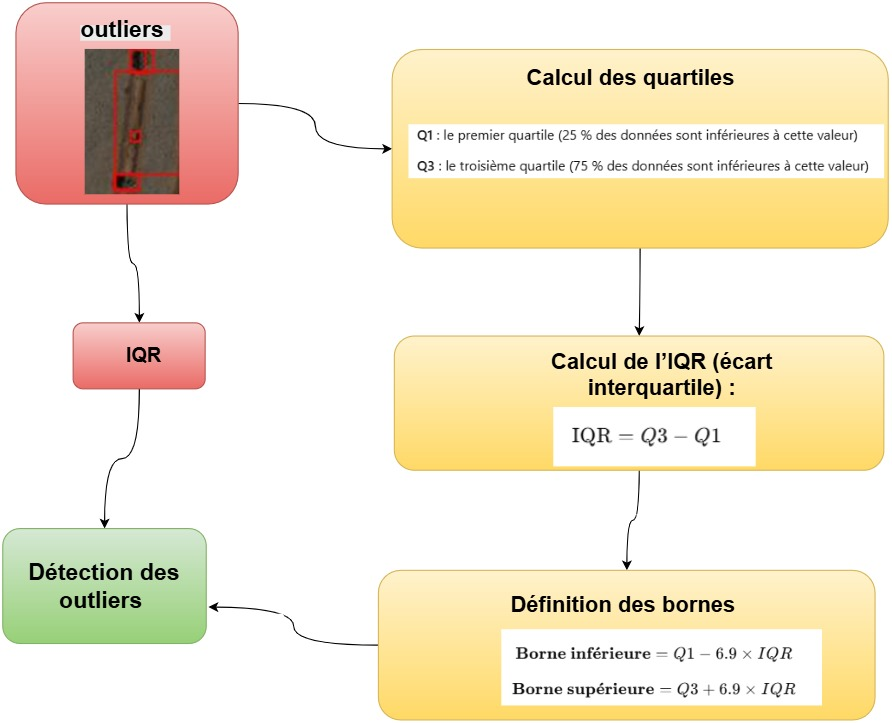 outliers
Calcul des quartiles
Q1 : le premier quartile (25 % des données sont inférieures à cette valeur)
Q3 : le troisième quartile (75 % des données sont inférieures à cette valeur)
IQR
Calcul de l’IQR (écart
interquartile) :
IQR = Q3 − Q1
Détection des
outliers
Définition des bornes
Borne inférieure = Q1 − 6.9 × IQR
Borne supérieure = Q3 + 6.9 × IQR